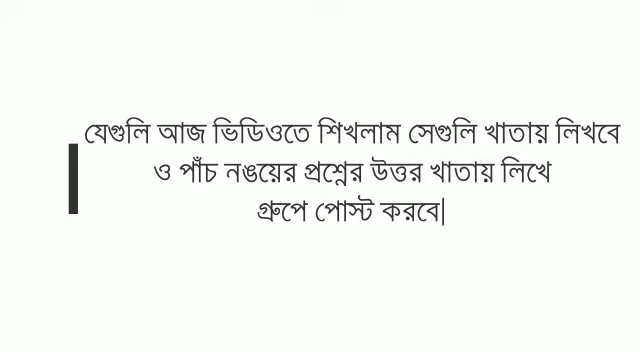 যেগুলি আজ ভিডিওতে শিখলাম সেগুলি খাতায় লিখবে
ও পাঁচ নঙয়ের প্রশ্নের উত্তর খাতায় লিখে
গ্রুপে পোস্ট করবে